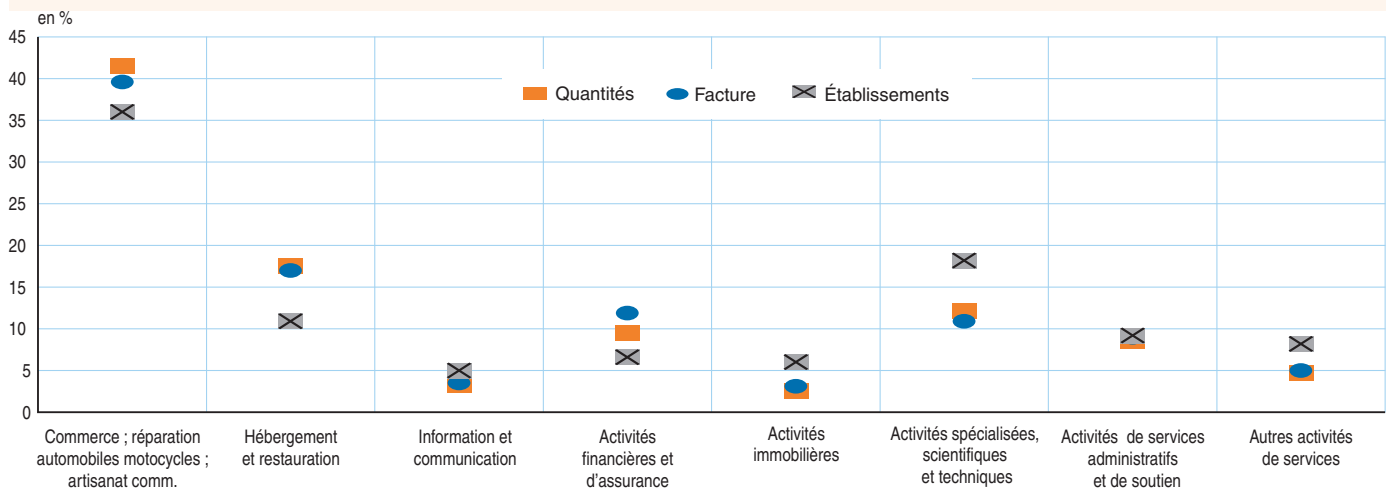 en %
45
40
35
30
25
20
15
10
5
0
Quantités Facture Établissements
Commerce ; réparation
automobiles motocycles ;
artisanat comm.
Hébergement
et restauration
Information et
communication
Activités
financières et
d'assurance
Activités
immobilières
Activités spécialisées,
scientifiques
et techniques
Activités de services
administratifs
et de soutien
Autres activités
de services